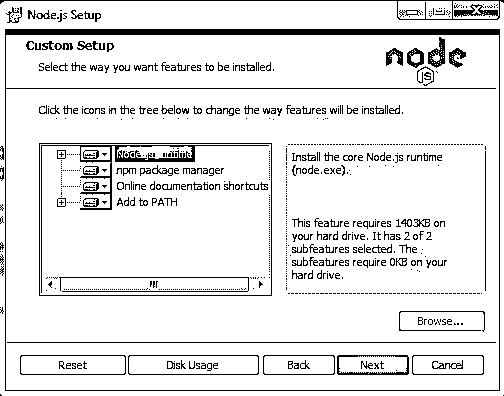 Node.js Setup
Custom Setup
Select the way you want features to be installed.
node
JS
Click the icons in the tree below to change the way features will be installed.
Node.js runtime
npm package manager
Online documentation shortcuts
Add to PATH
Install the core Node.js runtime
(node.exe).
This feature requires 1403KB on
your hard drive. It has 2 of 2
subfeatures selected. The
subfeatures require 0KB on your
hard drive.
Browse...
Reset
Disk Usage
Back
Next
Cancel